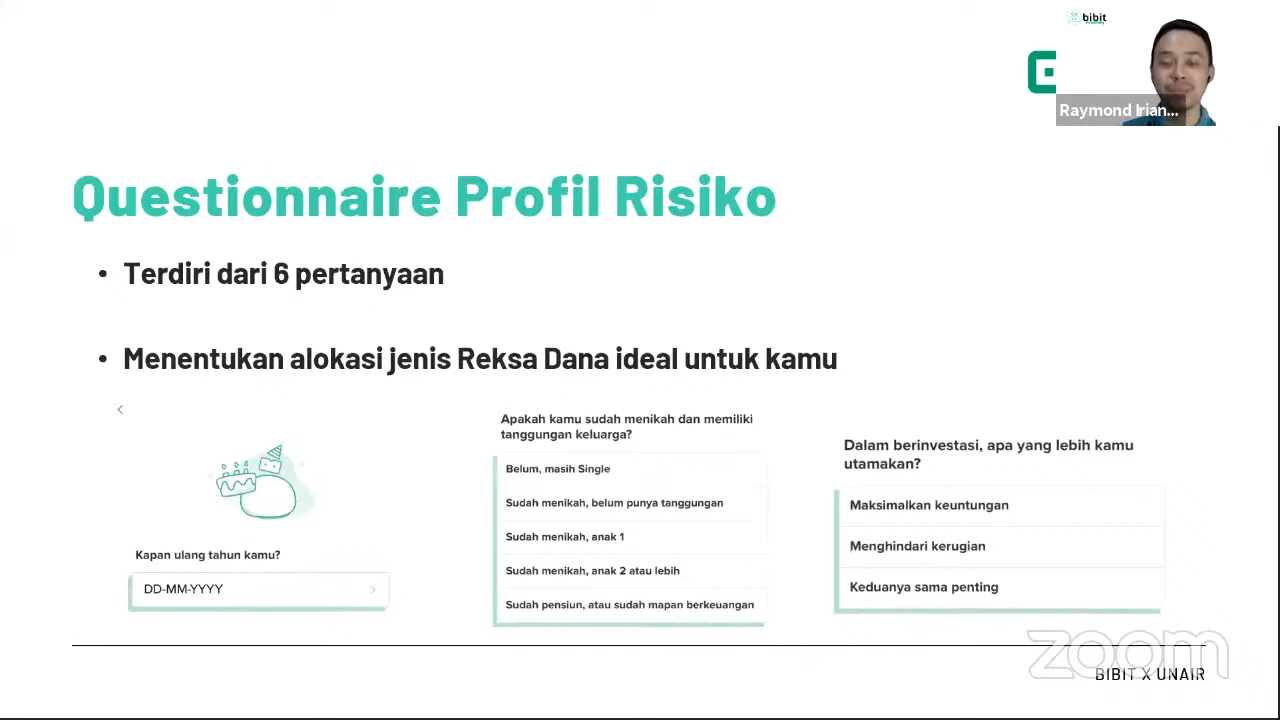 bibit
Raymond Irian...
Questionnaire Profil Risiko
• Terdiri dari 6 pertanyaan
• Menentukan alokasi jenis Reksa Dana ideal untuk kamu
Kapan ulang tahun kamu?
DD-MM-YYYY
Apakah kamu sudah menikah dan memiliki
tanggungan keluarga?
Belum, masih Single
Sudah menikah, belum punya tanggungan
Sudah menikah, anak 1
Sudah menikah, anak 2 atau lebih
Sudah pensiun, atau sudah mapan berkeuangan
Dalam berinvestasi, apa yang lebih kamu
utamakan?
Maksimalkan keuntungan
Menghindari kerugian
Keduanya sama penting
zoom
BIBIT X UNAIR